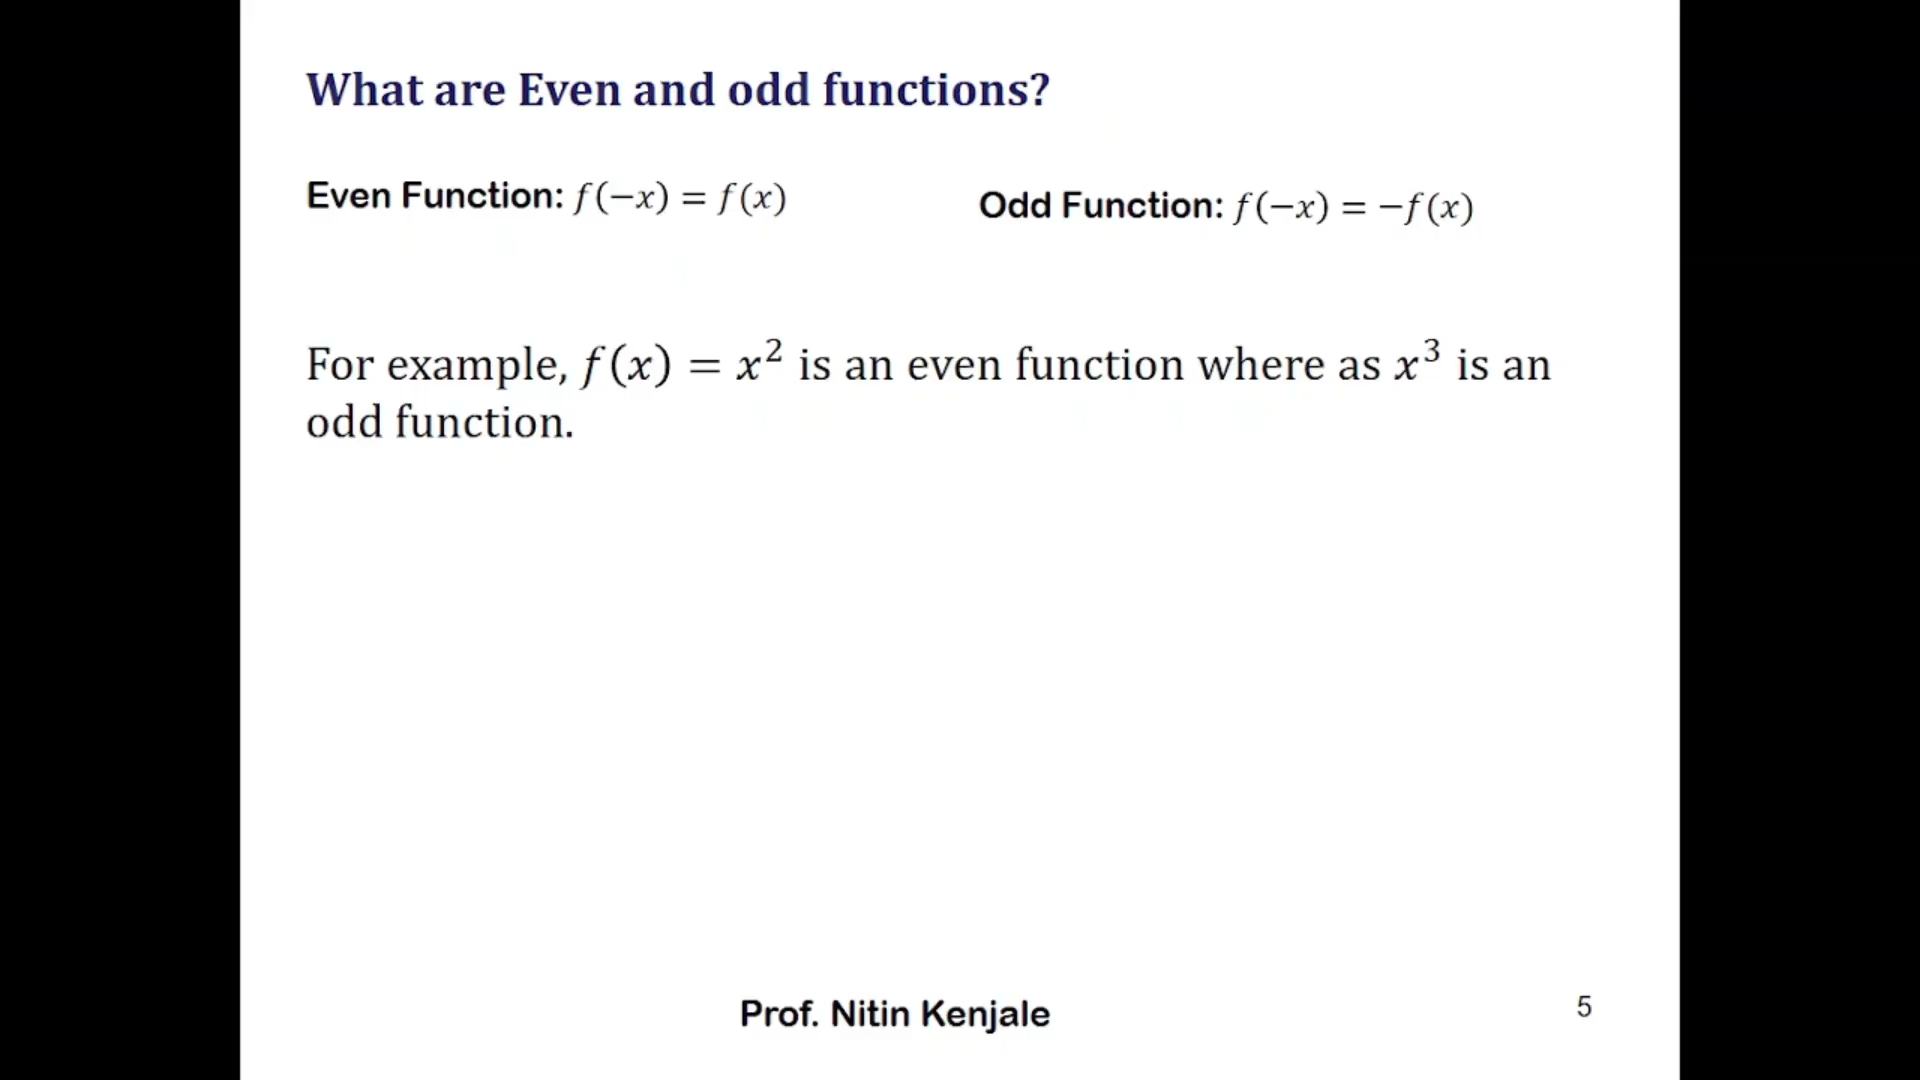 What are Even and odd functions?
Even Function: f(−x) = f(x)
Odd Function: f(−x) = −f(x)
For example, f(x) = x² is an even function where as x³ is an
odd function.
Prof. Nitin Kenjale
5